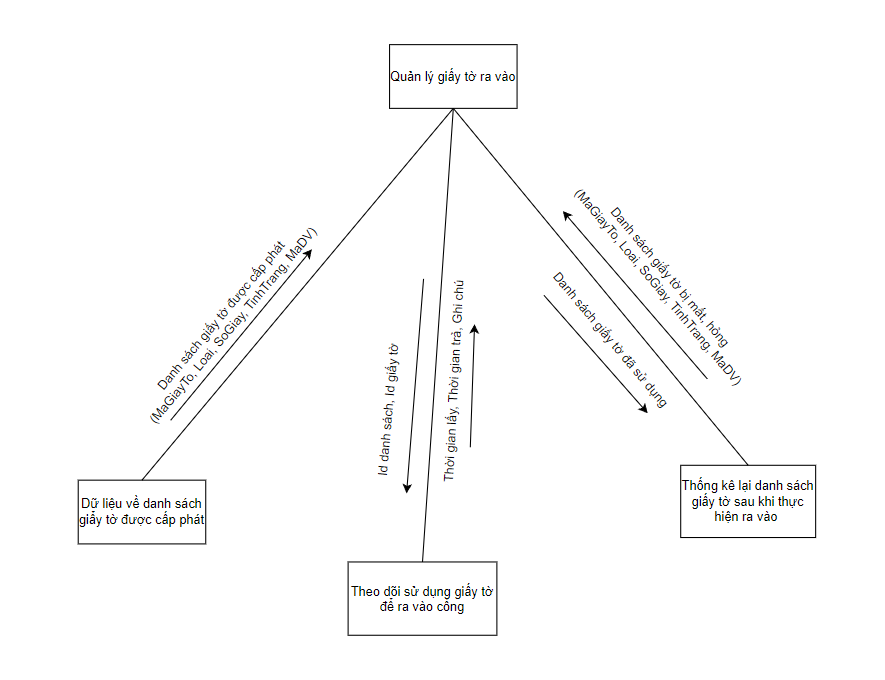 Quản lý giấy tờ ra vào
Danh sách giấy tờ được cấp phát
(MaGiayTo, Loai, SoGiay, TinhTrang, MaDV)
Id danh sách, Id giấy tờ
Thời gian lấy, Thời gian trả, Ghi chú
Danh sách giấy tờ bị mất, hỏng
(MaGiayTo, Loai, SoGiay, TinhTrang, MaDV)
Danh sách giấy tờ đã sử dụng
Dữ liệu về danh sách
giấy tờ được cấp phát
Theo dõi sử dụng giấy tờ
để ra vào cổng
Thống kê lại danh sách
giấy tờ sau khi thực
hiện ra vào